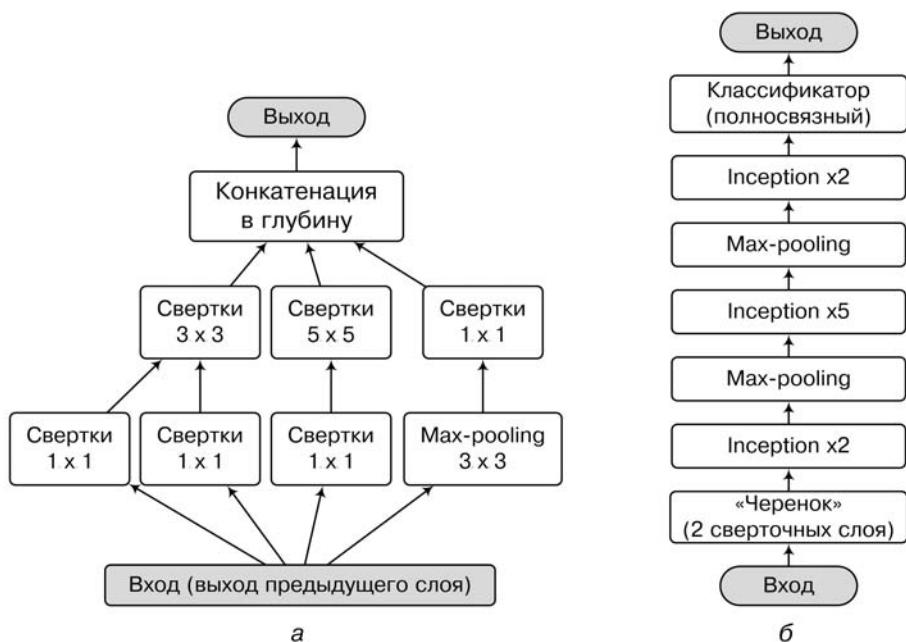 Выход
Конкатенация
в глубину
Свертки
3 x 3
Свертки
5 x 5
Свертки
1 x 1
Свертки
1 x 1
Свертки
1 x 1
Свертки
1 x 1
Max-pooling
3 x 3
Вход (выход предыдущего слоя)
а
Выход
Классификатор
(полносвязный)
Inception x2
Max-pooling
Inception x5
Max-pooling
Inception x2
«Черенок»
(2 сверточных слоя)
Вход
б